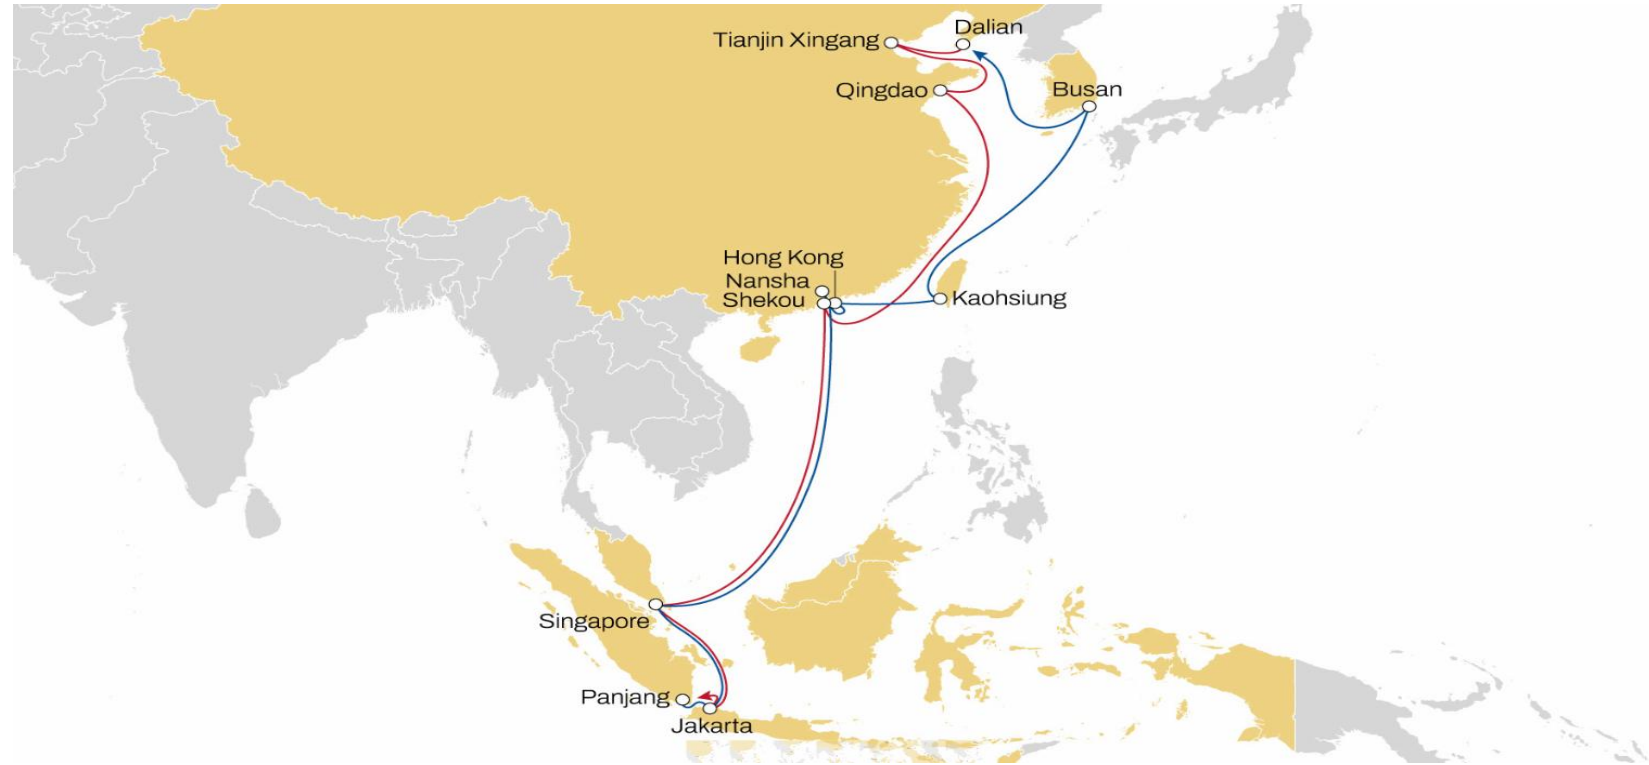 Dalian
Tianjin Xingang
Qingdao
Busan
Hong Kong
Nansha
Shekou
Kaohsiung
Singapore
Panjang
Jakarta